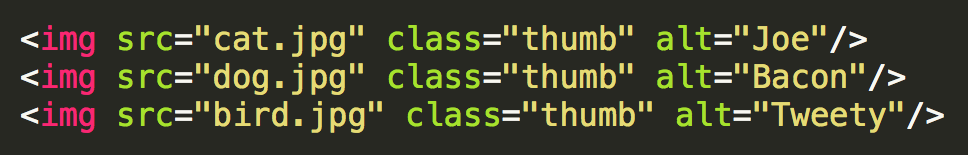 <img src="cat.jpg" class="thumb" alt="Joe"/>
<img src="dog.jpg" class="thumb" alt="Bacon"/>
<img src="bird.jpg" class="thumb" alt="Tweety"/>